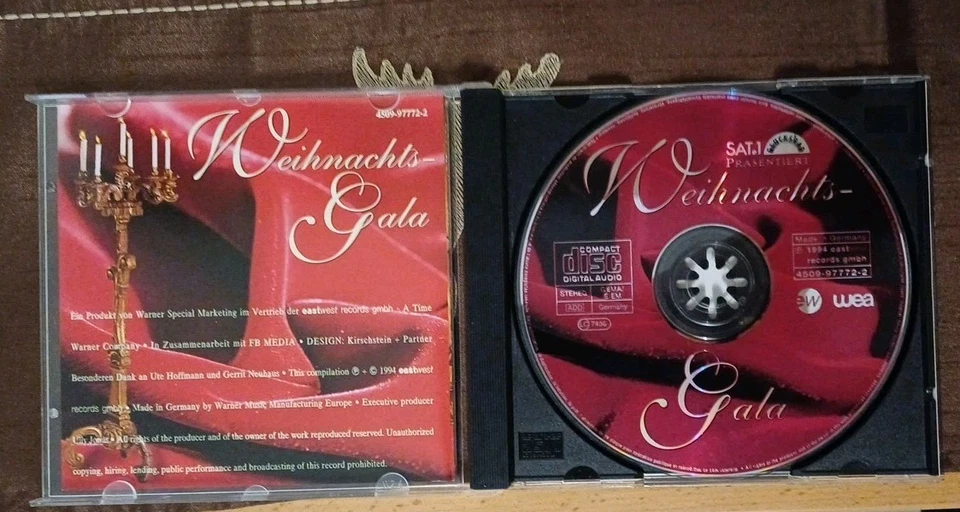 4509-97772-2
Weihnachts-
Gala
Ein Produkt von Warner Special Marketing im Vertrieb der eastwest records gmbh · A Time
Warner Company • In Zusammenarbeit mit FB MEDIA • DESIGN: Kirschstein + Partner
Besonderen Dank an Ute Hoffmann und Gerrit Neuhaus • This compilation ℗ + © 1994 eastwest
records gmbh • Made in Germany by Warner Music Manufacturing Europe • Executive producer
• All rights of the producer and of the owner of the work reproduced reserved. Unauthorized
copying, hiring, lending, public performance and broadcasting of this record prohibited.
SAT.1
PRÄSENTIERT
Weihnachts-
COMPACT
disc
DIGITAL AUDIO
STEREO
GEMA/
BIEM
ADD
Germany
LC 7436
Made in Germany
℗ 1994 east
records gmbh
4509-97772-2
ew
wea
Gala